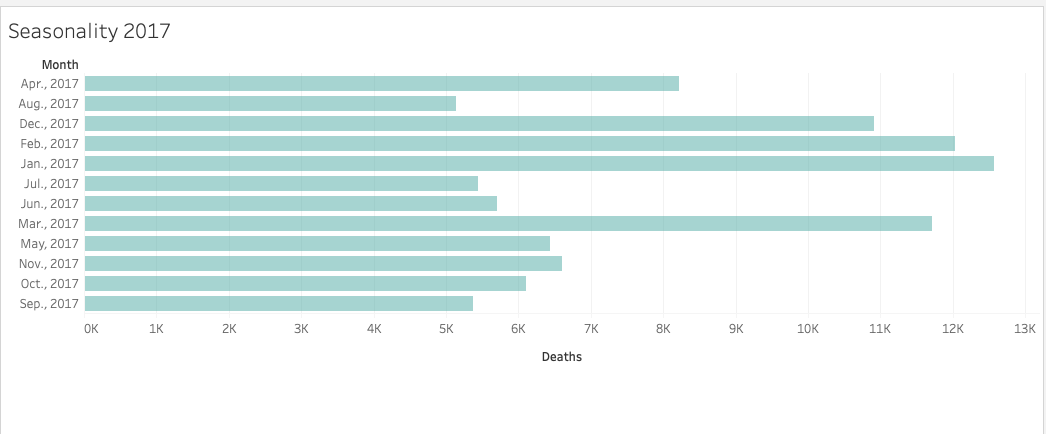 Seasonality 2017
Month
Apr., 2017
Aug., 2017
Dec., 2017
Feb., 2017
Jan., 2017
Jul., 2017
Jun., 2017
Mar., 2017
May, 2017
Nov., 2017
Oct., 2017
Sep., 2017
0K 1K 2K 3K 4K 5K 6K 7K 8K 9K 10K 11K 12K 13K
Deaths